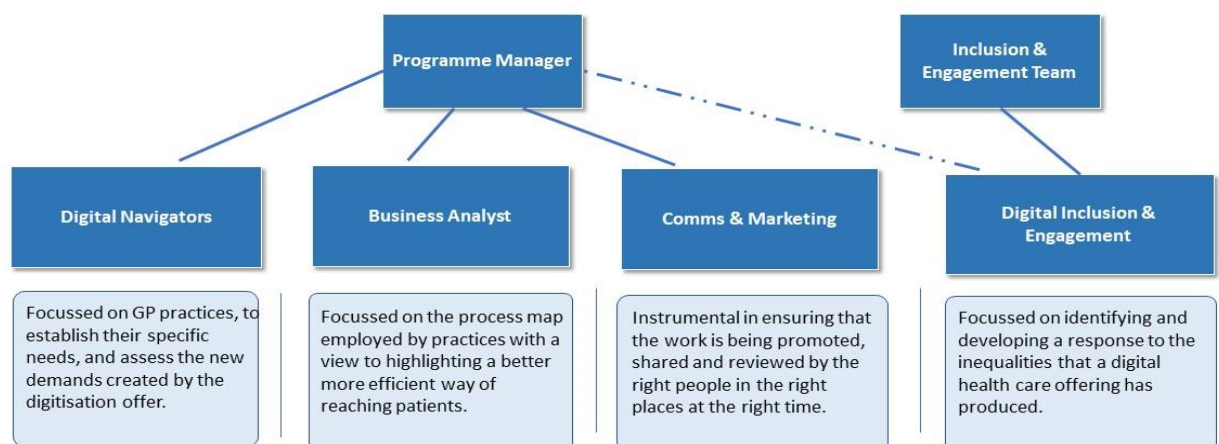 Programme Manager
Inclusion &
Engagement Team
Digital Navigators
Business Analyst
Comms & Marketing
Digital Inclusion &
Engagement
Focussed on GP practices, to
establish their specific
needs, and assess the new
demands created by the
digitisation offer.
Focussed on the process map
employed by practices with a
view to highlighting a better
more efficient way of
reaching patients.
Instrumental in ensuring that
the work is being promoted,
shared and reviewed by the
right people in the right
places at the right time.
Focussed on identifying and
developing a response to the
inequalities that a digital
health care offering has
produced.